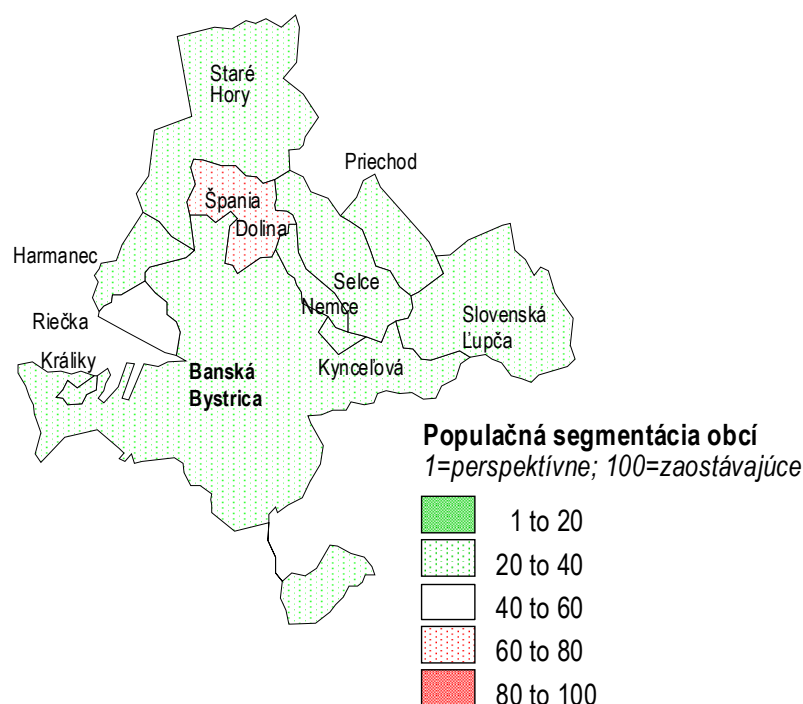 Staré
Hory
Priechod
Špania
Dolina
Harmanec
Selce
Nemce
Slovenská
Ľupča
Riečka
Králiky
Kynceľová
Banská
Bystrica
Populačná segmentácia obcí
1=perspektívne; 100=zaostávajúce
1 to 20
20 to 40
40 to 60
60 to 80
80 to 100